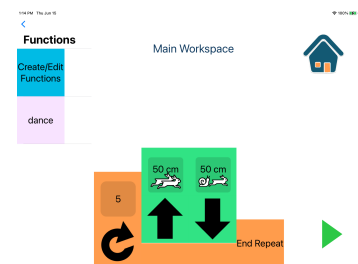 1:14 PM Thu Jun 15
100%
Functions
Main Workspace
Create/Edit
Functions
dance
50 cm
50 cm
5
End Repeat